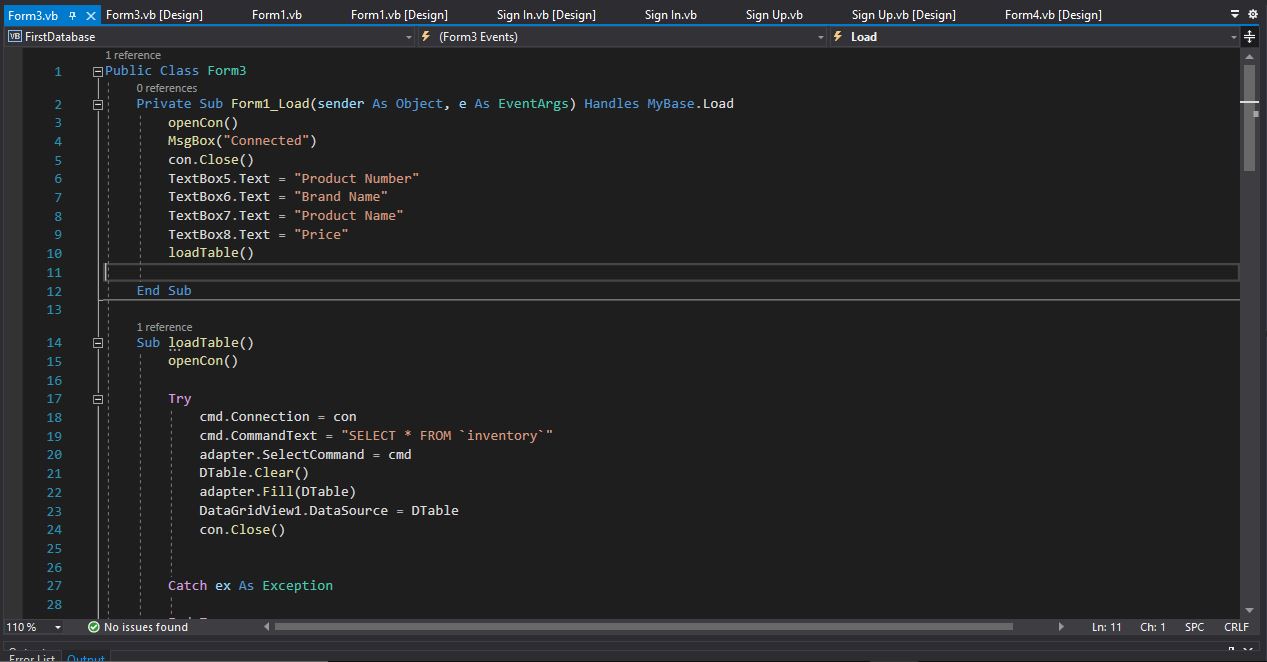 Form3.vb Form3.vb [Design] Form1.vb Form1.vb [Design] Sign In.vb [Design] Sign In.vb Sign Up.vb Sign Up.vb [Design] Form4.vb [Design]
VB FirstDatabase (Form3 Events) Load
1 reference
1 Public Class Form3
0 references
2 Private Sub Form1_Load(sender As Object, e As EventArgs) Handles MyBase.Load
3 openCon()
4 MsgBox("Connected")
5 con.Close()
6 TextBox5.Text = "Product Number"
7 TextBox6.Text = "Brand Name"
8 TextBox7.Text = "Product Name"
9 TextBox8.Text = "Price"
10 loadTable()
11
12 End Sub
13
1 reference
14 Sub loadTable()
15 openCon()
16
17 Try
18 cmd.Connection = con
19 cmd.CommandText = "SELECT * FROM `inventory`"
20 adapter.SelectCommand = cmd
21 DTable.Clear()
22 adapter.Fill(DTable)
23 DataGridView1.DataSource = DTable
24 con.Close()
25
26
27 Catch ex As Exception
28
110 % No issues found Ln: 11 Ch: 1 SPC CRLF
Error List Output